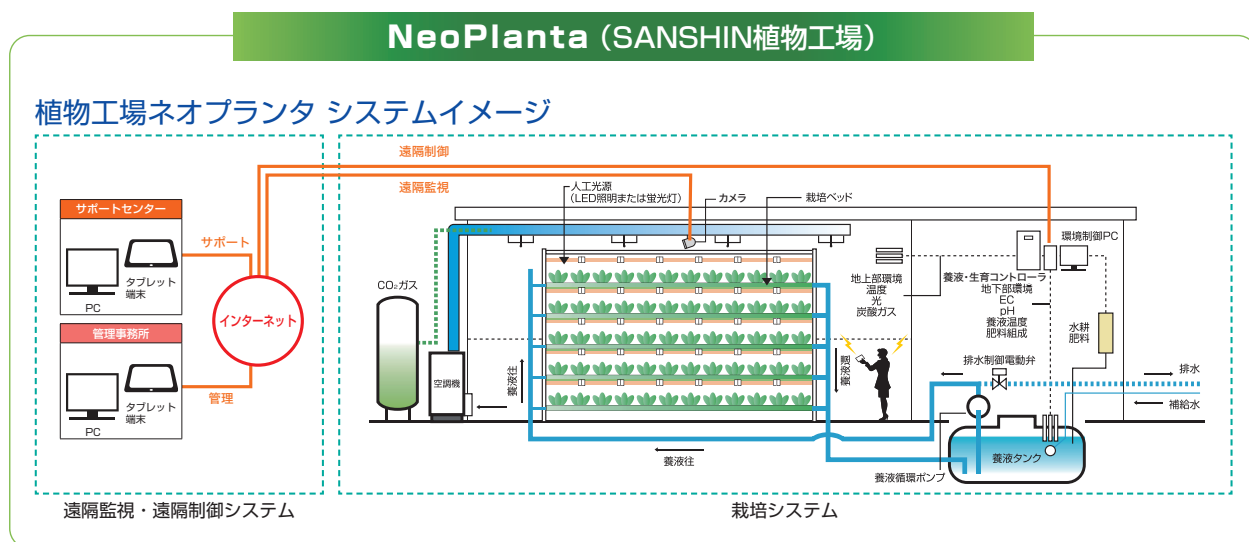 NeoPlanta (SANSHIN植物工場)
植物工場ネオプランタ システムイメージ
遠隔制御
遠隔監視
サポートセンター
PC
タブレット
端末
サポート
インターネット
管理事務所
PC
タブレット
端末
管理
遠隔監視・遠隔制御システム
人工光源
(LED照明または蛍光灯)
カメラ
栽培ベッド
CO₂ガス
空調機
養液往
養液還
地上部環境
温度
光
炭酸ガス
環境制御PC
養液・生育コントローラ
地下部環境
EC
pH
養液温度
肥料組成
水耕
肥料
排水制御電動弁
排水
補給水
養液タンク
養液循環ポンプ
養液往
栽培システム